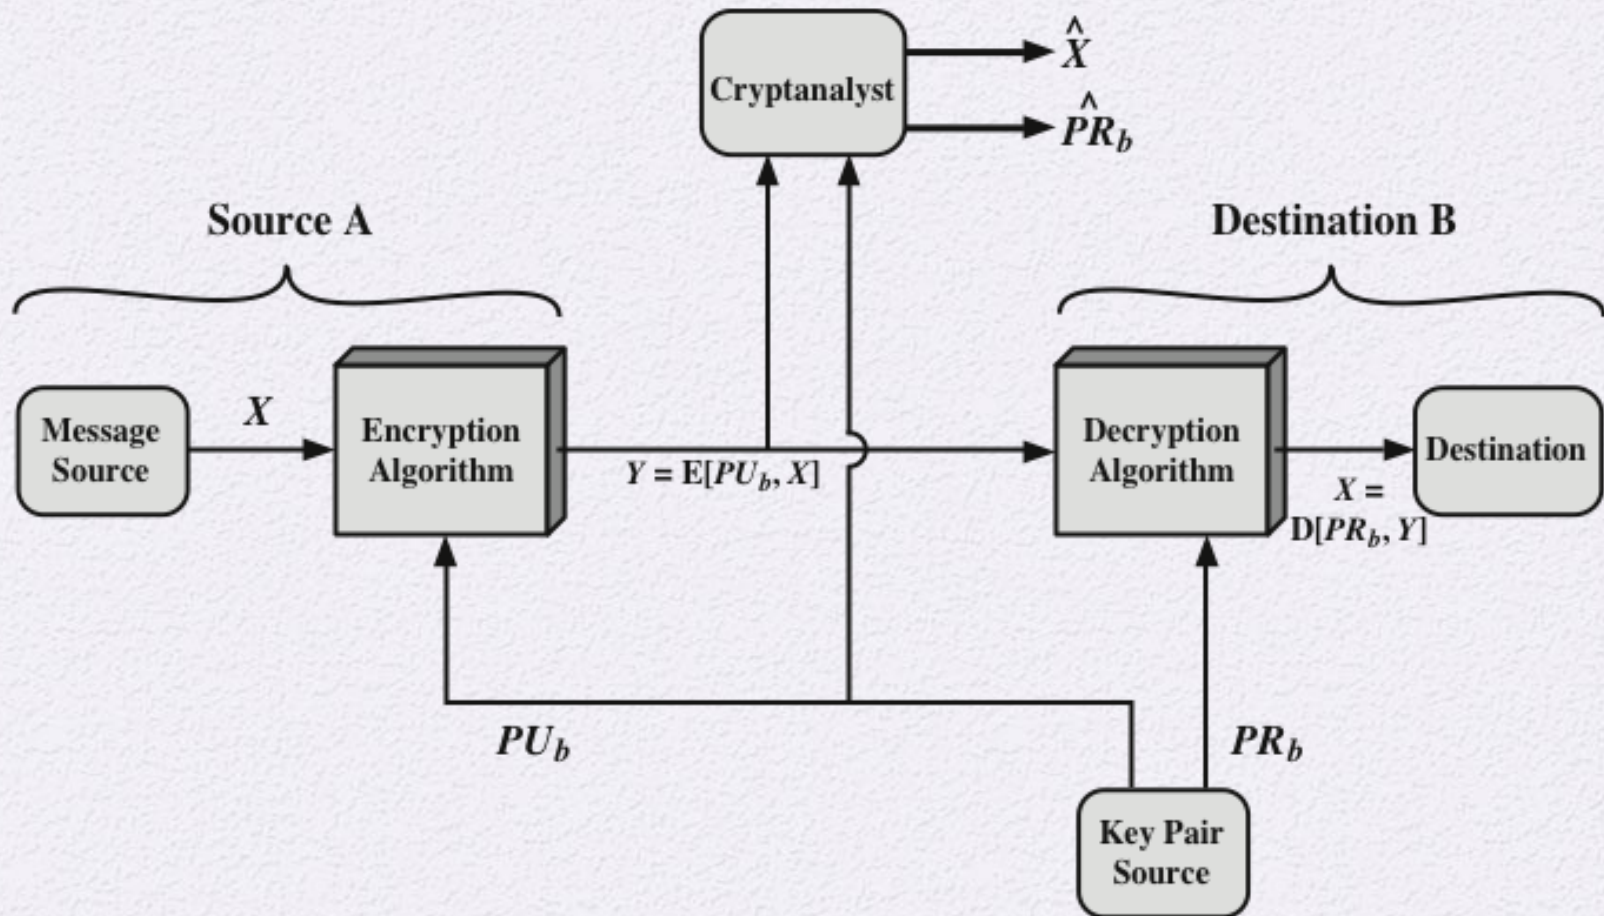 X̂
Cryptanalyst
P̂R_b
Source A
Destination B
X
Message
Source
Encryption
Algorithm
Y = E[PU_b, X]
Decryption
Algorithm
Destination
X =
D[PR_b, Y]
PU_b
PR_b
Key Pair
Source